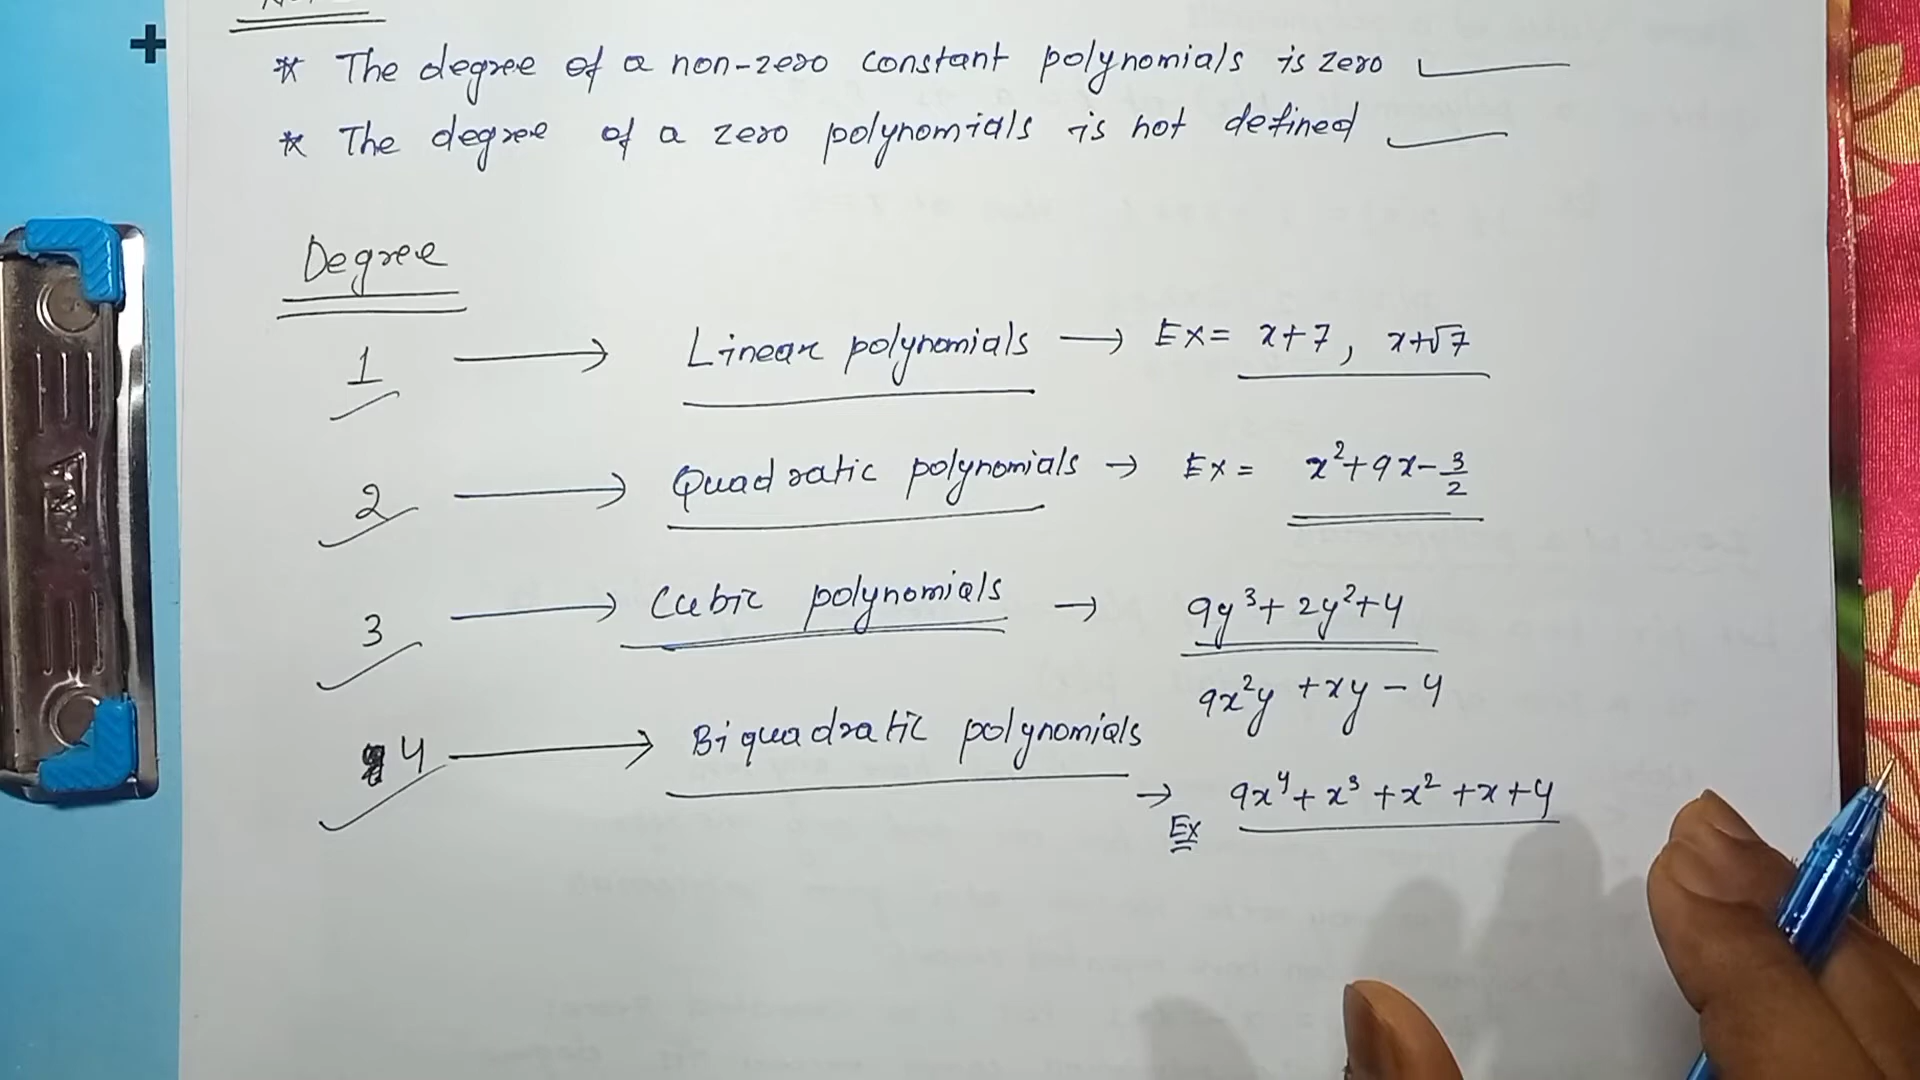 * The degree of a non-zero constant polynomials is zero
* The degree of a zero polynomials is not defined
Degree
1 → Linear polynomials → Ex = x+7, x+√7
2 → Quadratic polynomials → Ex = x²+9x-3/2
3 → Cubic polynomials → 9y³+2y²+4
9x²y +xy-4
4 → Biquadratic polynomials
→ Ex 9x⁴+x³+x²+x+4